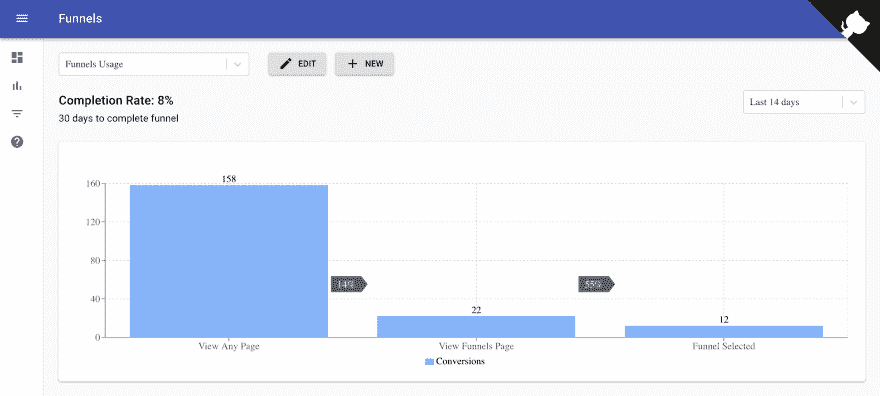 Funnels
Funnels Usage
EDIT
NEW
Completion Rate: 8%
30 days to complete funnel
Last 14 days
158
160
120
80
14%
55%
40
22
12
0
View Any Page
View Funnels Page
Funnel Selected
Conversions